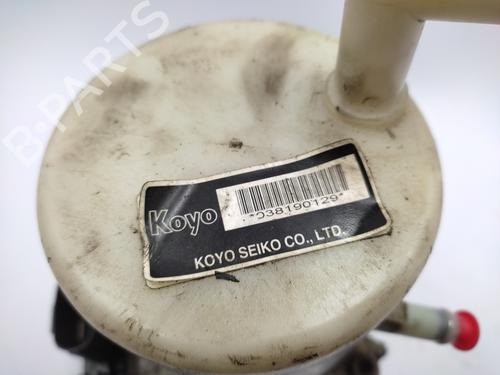 B-PARTS
Koyo
*038190129*
KOYO SEIKO CO., LTD.